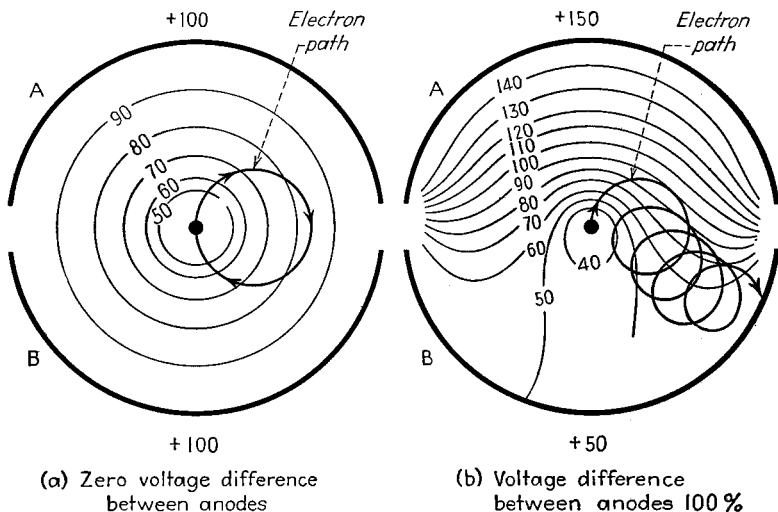 +100
Electron
path
A
90
80
70
60
50
B
+100
(a) Zero voltage difference
between anodes
+150
Electron
path
A
140
130
120
110
100
90
80
70
60
40
50
B
+50
(b) Voltage difference
between anodes 100%